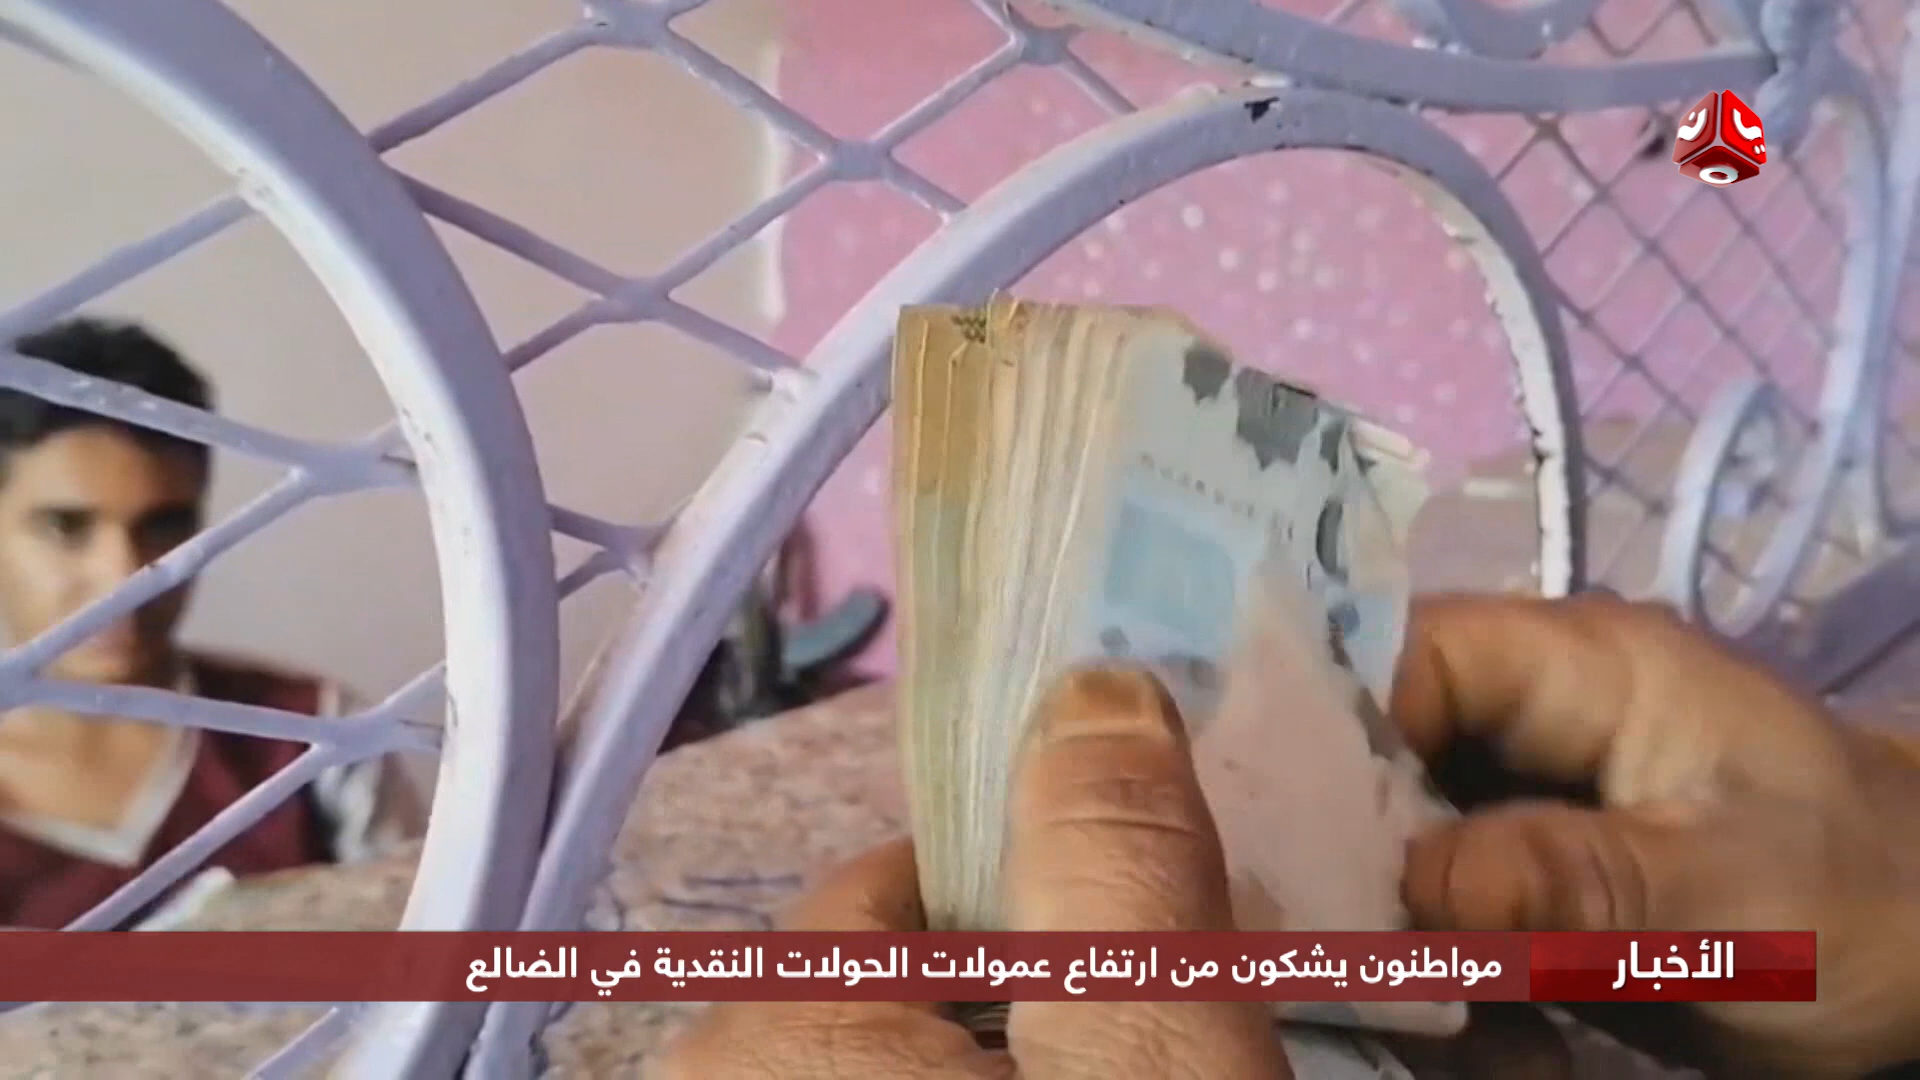 الأخبار
مواطنون يشكون من ارتفاع عمولات الحولات النقدية في الضالع